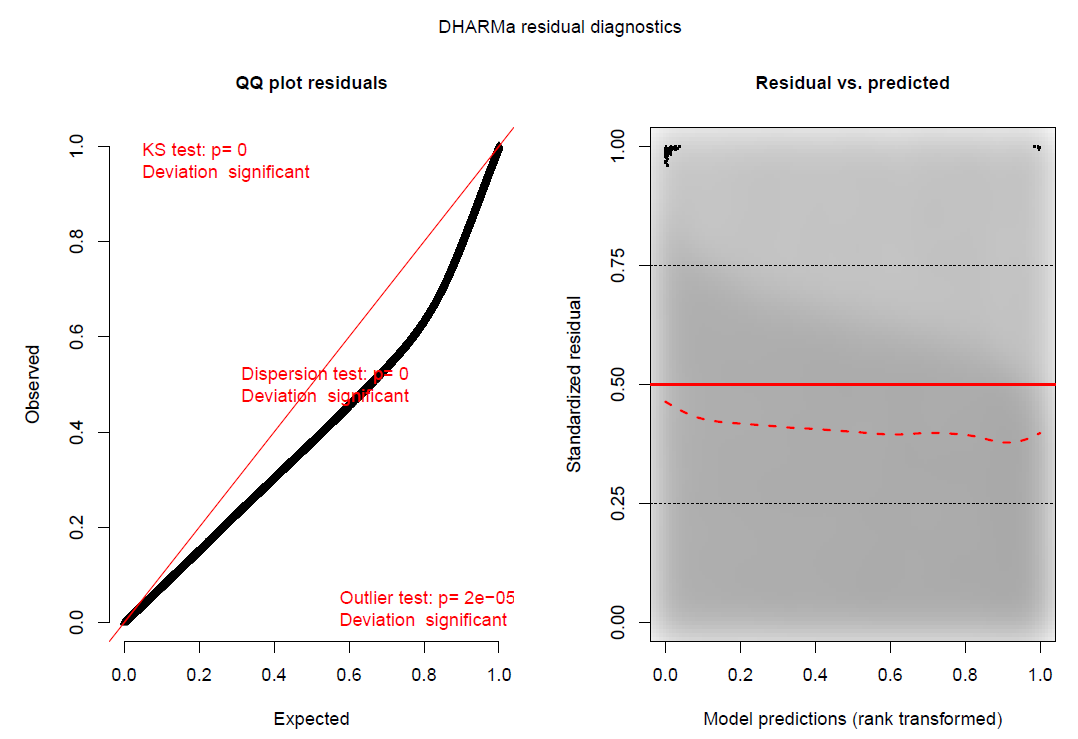 DHARMa residual diagnostics
QQ plot residuals
KS test: p= 0
Deviation  significant
Dispersion test: p= 0
Deviation  significant
Outlier test: p= 2e−05
Deviation  significant
1.0
0.8
0.6
0.4
0.2
0.0
Observed
0.0 0.2 0.4 0.6 0.8 1.0
Expected
Residual vs. predicted
1.00
0.75
0.50
0.25
0.00
Standardized residual
0.0 0.2 0.4 0.6 0.8 1.0
Model predictions (rank transformed)